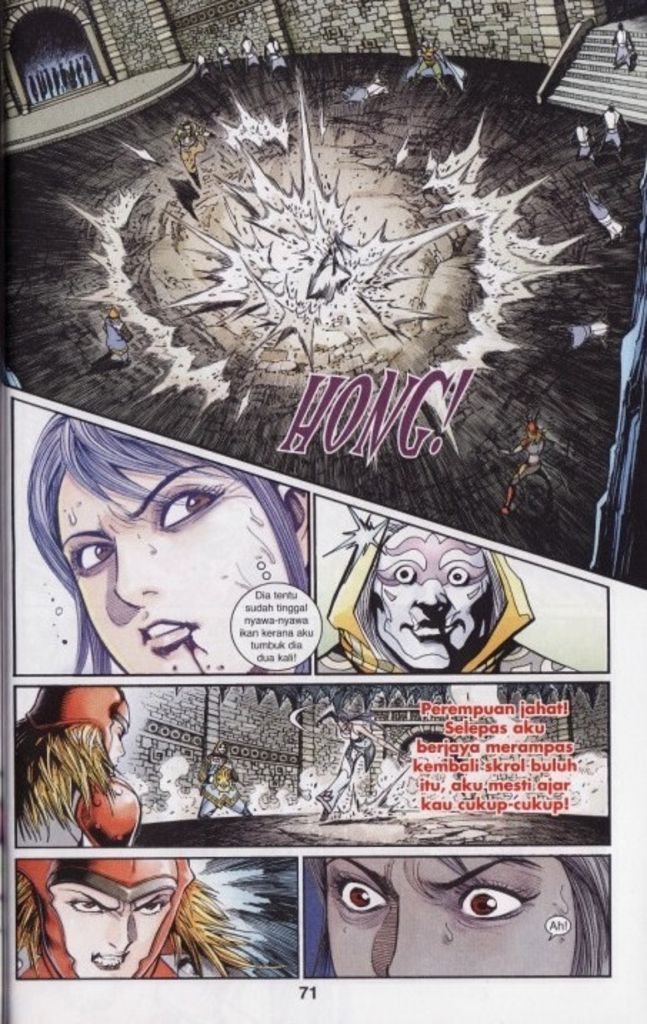 HONG!
Dia tentu
sudah tinggal
nyawa-nyawa
ikan kerana aku
tumbuk dia
dua kali!
Perempuan jahat!
Selepas aku
berjaya merampas
kembali skrol buluh
itu, aku mesti ajar
kau cukup-cukup!
Ah!
71